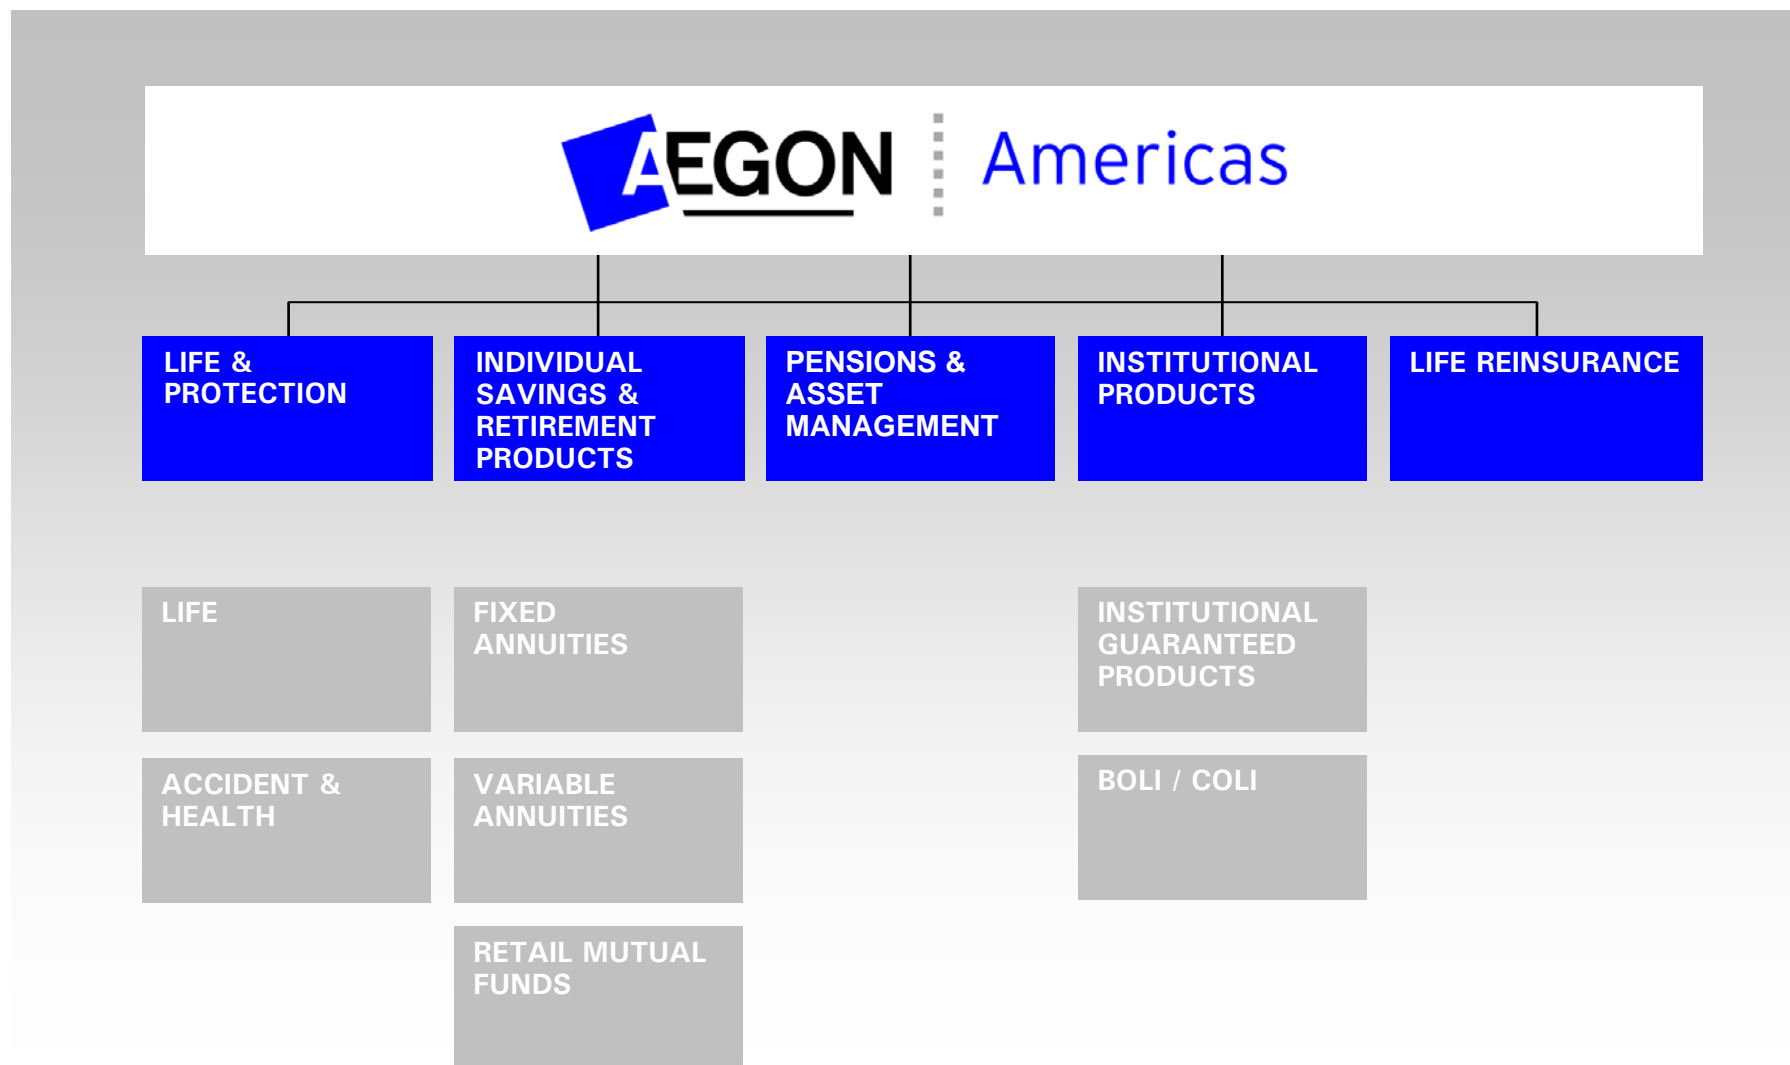 AEGON Americas
LIFE &
PROTECTION
INDIVIDUAL
SAVINGS &
RETIREMENT
PRODUCTS
PENSIONS &
ASSET
MANAGEMENT
INSTITUTIONAL
PRODUCTS
LIFE REINSURANCE
LIFE
FIXED
ANNUITIES
INSTITUTIONAL
GUARANTEED
PRODUCTS
ACCIDENT &
HEALTH
VARIABLE
ANNUITIES
BOLI / COLI
RETAIL MUTUAL
FUNDS